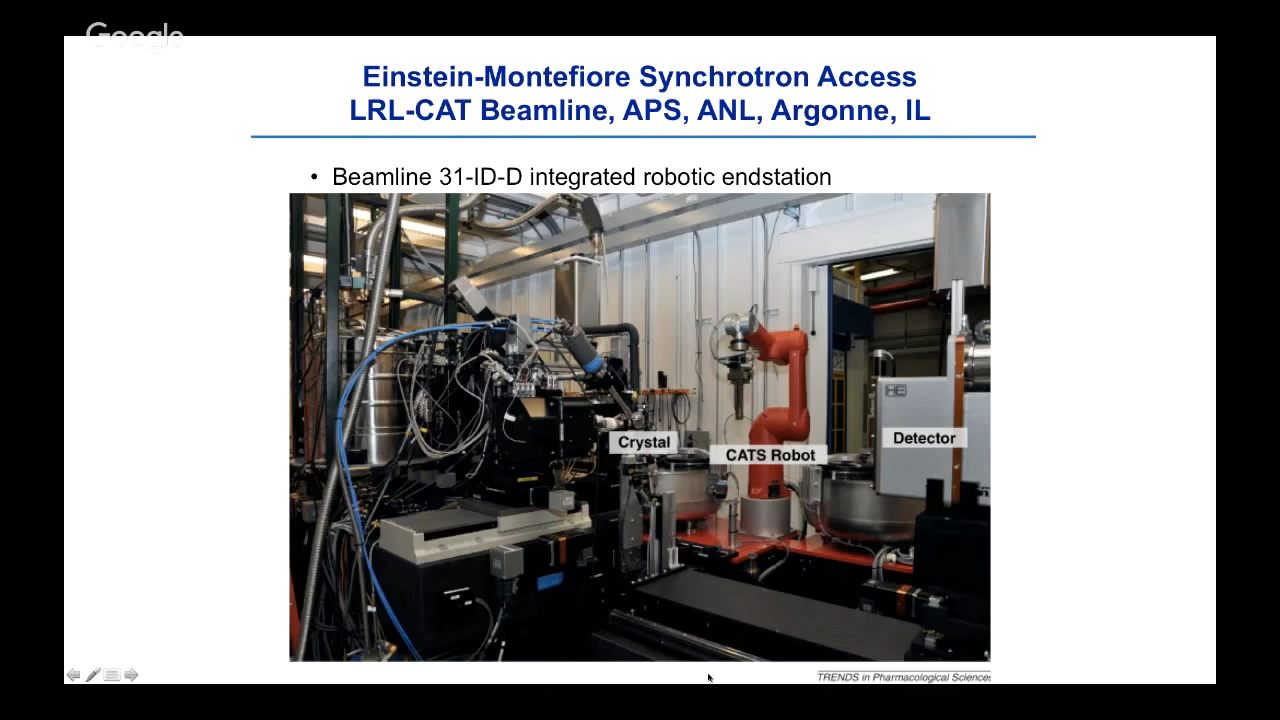 Google
Einstein-Montefiore Synchrotron Access
LRL-CAT Beamline, APS, ANL, Argonne, IL
• Beamline 31-ID-D integrated robotic endstation
HE
Detector
Crystal
CATS Robot
TRENDS in Pharmacological Sciences